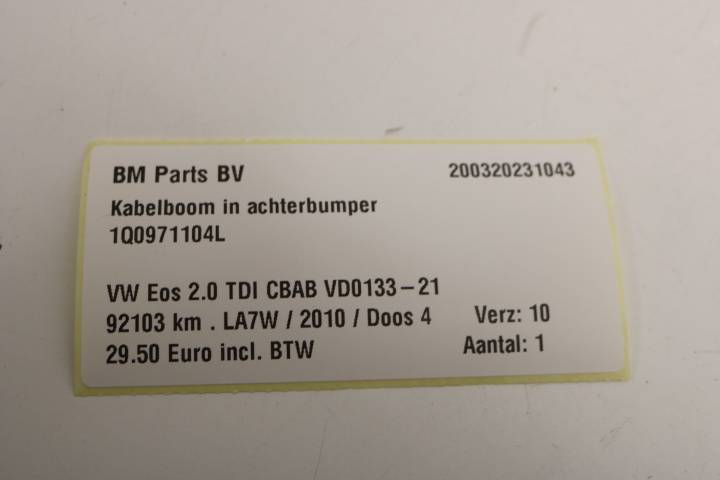 BM Parts BV 200320231043
Kabelboom in achterbumper
1Q0971104L
VW Eos 2.0 TDI CBAB VD0133-21
92103 km . LA7W / 2010 / Doos 4 Verz: 10
29.50 Euro incl. BTW Aantal: 1